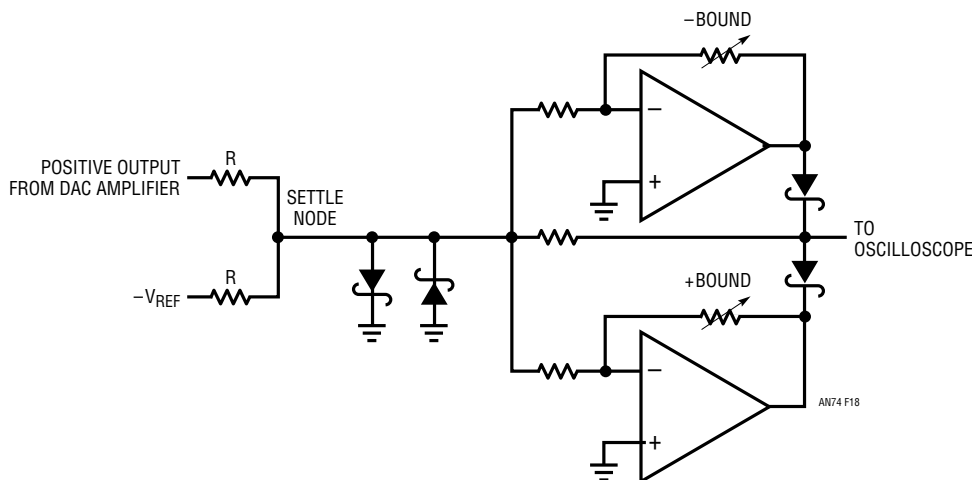 −BOUND
−
+
POSITIVE OUTPUT
FROM DAC AMPLIFIER
R
SETTLE
NODE
TO
OSCILLOSCOPE
−VREF
R
+BOUND
−
+
AN74 F18